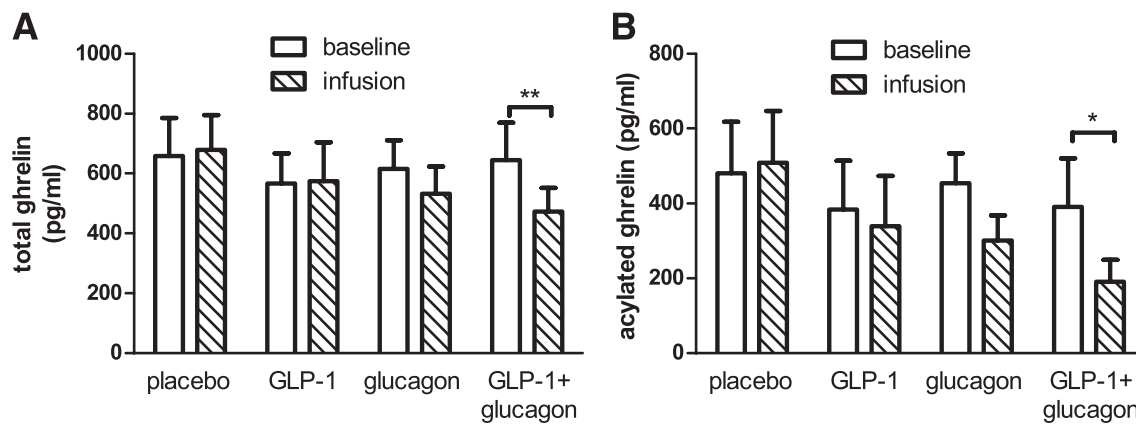 A
total ghrelin
(pg/ml)
1000
800
600
400
200
0
baseline
infusion
**
placebo
GLP-1
glucagon
GLP-1+
glucagon
B
acylated ghrelin (pg/ml)
800
600
400
200
0
baseline
infusion
*
placebo
GLP-1
glucagon
GLP-1+
glucagon